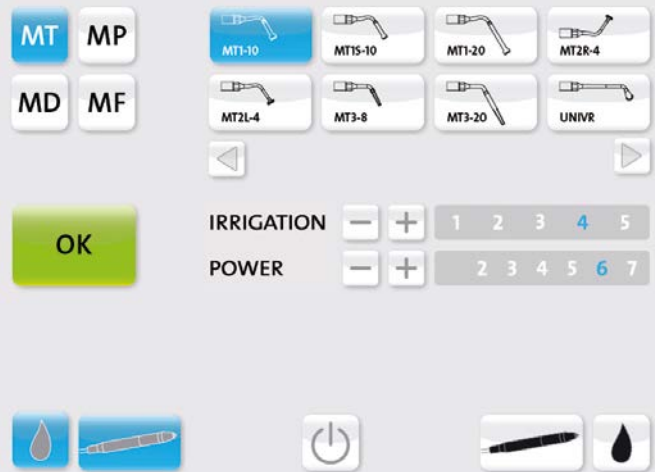 MT MP
MT1-10 MT1S-10 MT1-20 MT2R-4
MD MF
MT2L-4 MT3-8 MT3-20 UNIVR
OK
IRRIGATION − + 1 2 3 4 5
POWER − + 2 3 4 5 6 7